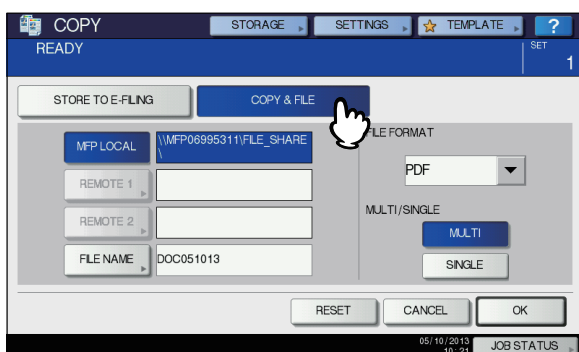 COPY
STORAGE
SETTINGS
TEMPLATE
?
READY
SET
1
STORE TO E-FILING
COPY & FILE
MFP LOCAL
\\MFP06995311\FILE_SHARE
\
REMOTE 1
REMOTE 2
FILE NAME
DOC051013
FILE FORMAT
PDF
MULTI/SINGLE
MULTI
SINGLE
RESET
CANCEL
OK
05/10/2013
10:21
JOB STATUS